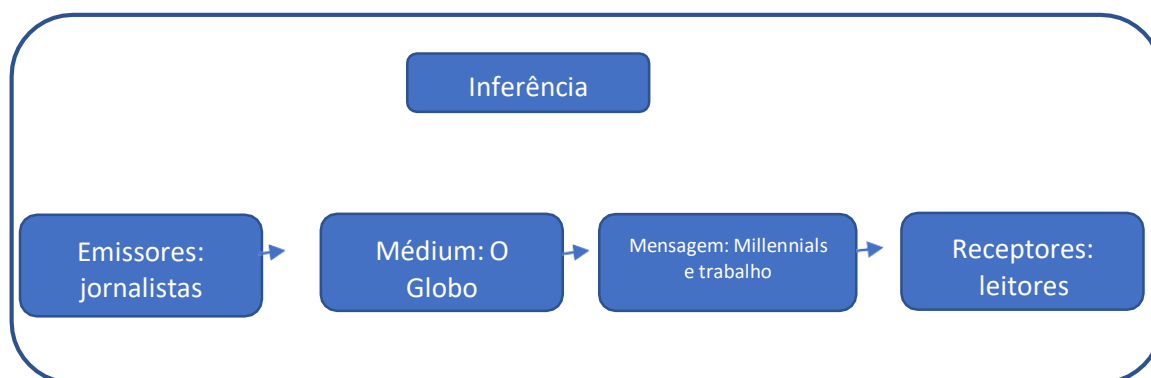 Inferência
Emissores:
jornalistas
Médium: O
Globo
Mensagem: Millennials
e trabalho
Receptores:
leitores